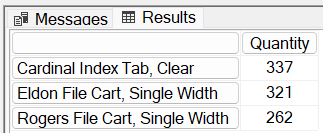 Messages Results
Quantity
Cardinal Index Tab, Clear 337
Eldon File Cart, Single Width 321
Rogers File Cart, Single Width 262